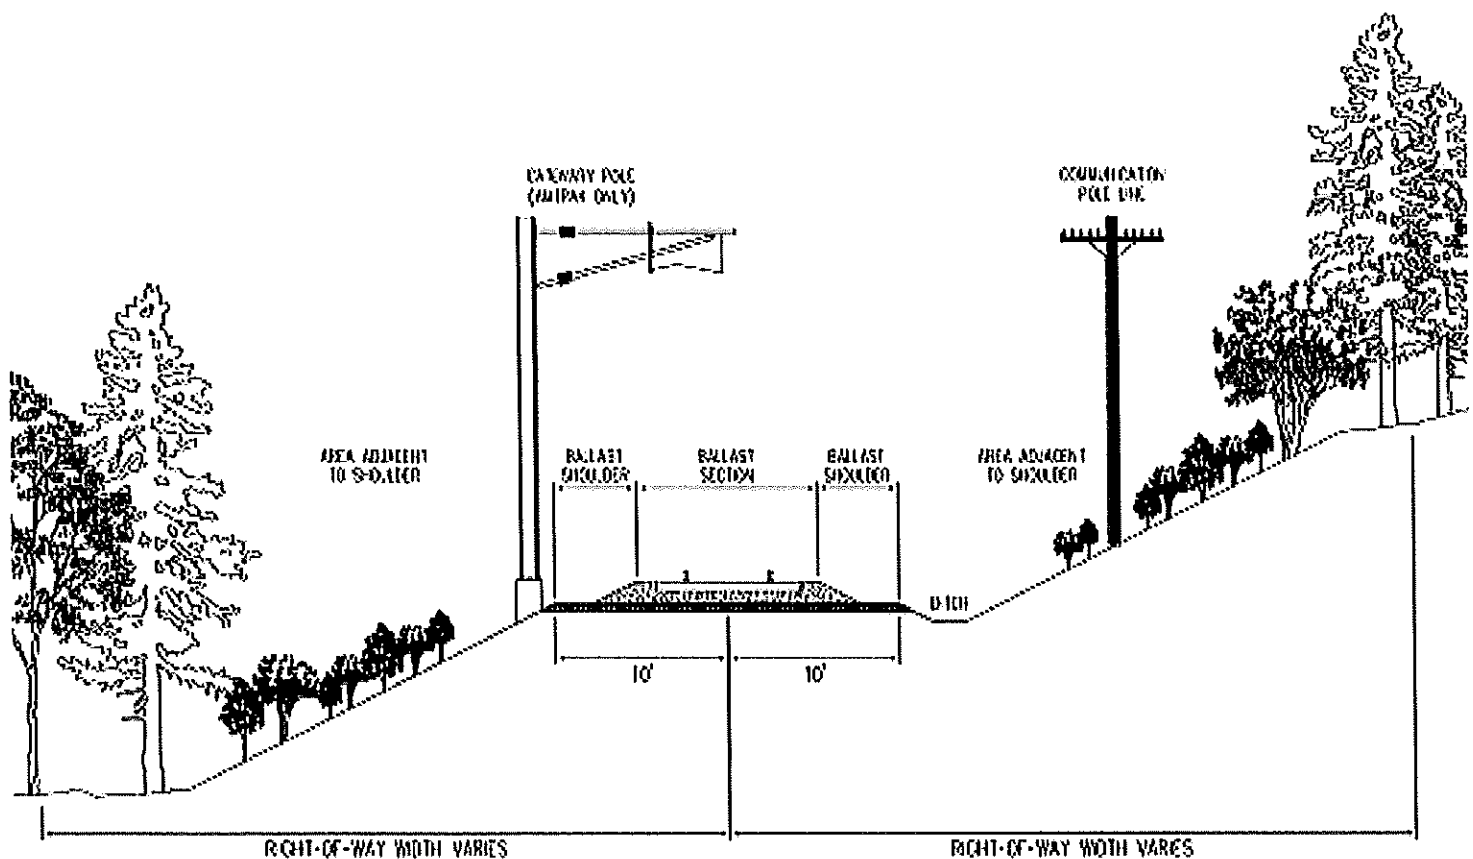 CATENARY POLE
(AMTRAK ONLY)
COMMUNICATION
POLE LINE
AREA ADJACENT
TO SHOULDER
BALLAST
SHOULDER
BALLAST
SECTION
BALLAST
SHOULDER
AREA ADJACENT
TO SHOULDER
DITCH
10'
10'
RIGHT-OF-WAY WIDTH VARIES
RIGHT-OF-WAY WIDTH VARIES